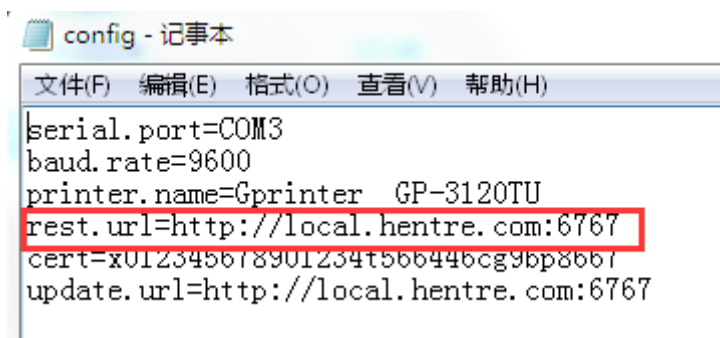 config - 记事本
文件(F) 编辑(E) 格式(O) 查看(V) 帮助(H)
serial.port=COM3
baud.rate=9600
printer.name=Gprinter  GP-3120TU
rest.url=http://local.hentre.com:6767
cert=x012345678901234t566446cg9bp8667
update.url=http://local.hentre.com:6767